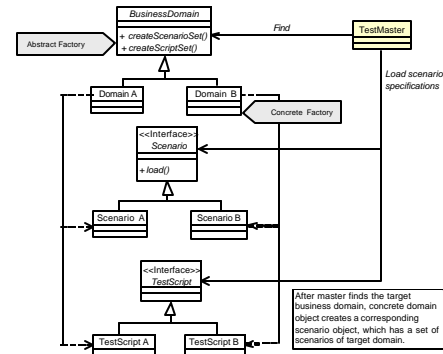 BusinessDomain
+ createScenarioSet()
+ createScriptSet()
Abstract Factory
Find
TestMaster
Load scenario
specifications
Domain A
Domain B
Concrete Factory
<<Interface>>
Scenario
+ load()
Scenario A
Scenario B
<<Interface>>
TestScript
TestScript A
TestScript B
After master finds the target
business domain, concrete domain
object creates a corresponding
scenario object, which has a set of
scenarios of target domain.